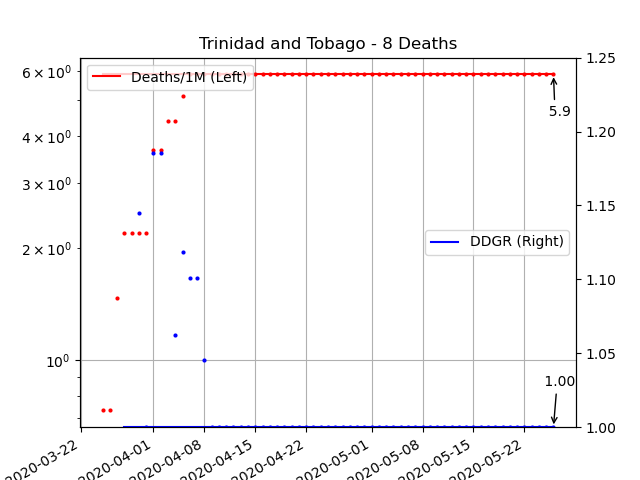 Trinidad and Tobago - 8 Deaths
6 × 10⁰
4 × 10⁰
3 × 10⁰
2 × 10⁰
10⁰
Deaths/1M (Left)
DDGR (Right)
5.9
1.00
1.25
1.20
1.15
1.10
1.05
1.00
2020-03-22
2020-04-01
2020-04-08
2020-04-15
2020-04-22
2020-05-01
2020-05-08
2020-05-15
2020-05-22